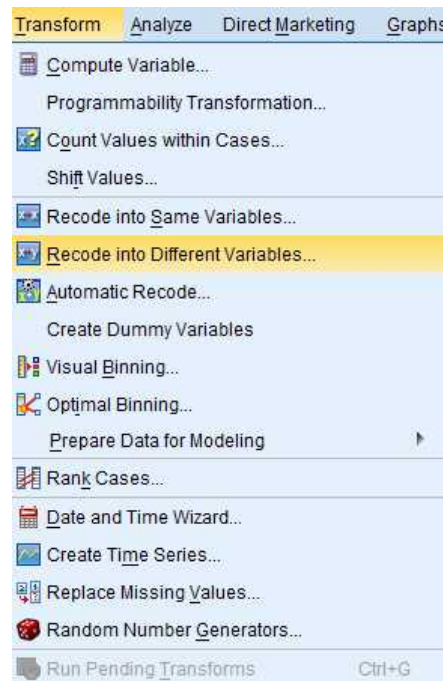 Transform Analyze Direct Marketing Graphs
Compute Variable...
Programmability Transformation...
Count Values within Cases...
Shift Values...
Recode into Same Variables...
Recode into Different Variables...
Automatic Recode...
Create Dummy Variables
Visual Binning...
Optimal Binning...
Prepare Data for Modeling
Rank Cases...
Date and Time Wizard...
Create Time Series...
Replace Missing Values...
Random Number Generators...
Run Pending Transforms Ctrl+G